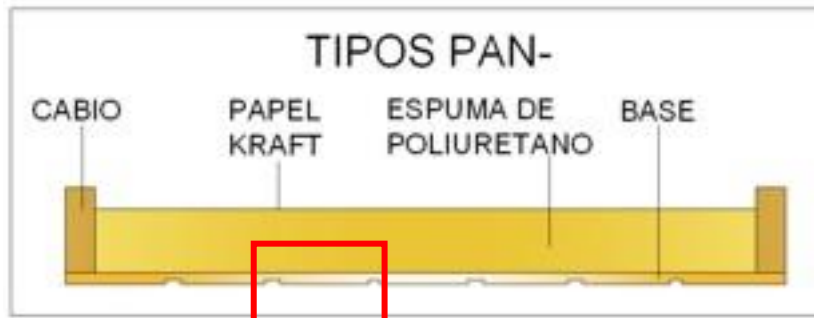 TIPOS PAN-
CABIO
PAPEL
KRAFT
ESPUMA DE
POLIURETANO
BASE